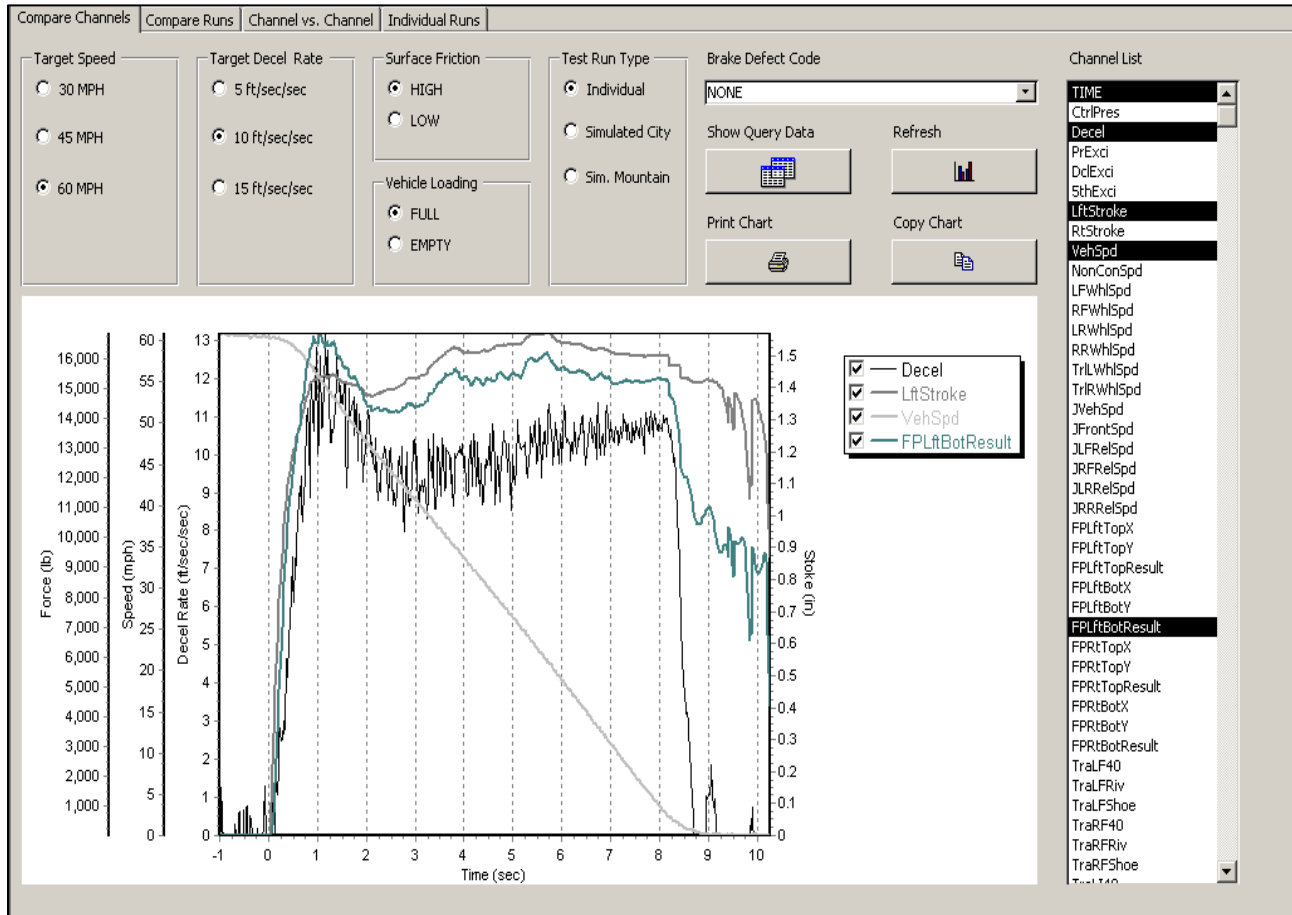 Compare Channels Compare Runs Channel vs. Channel Individual Runs
Target Speed
30 MPH
45 MPH
60 MPH
Target Decel Rate
5 ft/sec/sec
10 ft/sec/sec
15 ft/sec/sec
Surface Friction
HIGH
LOW
Vehicle Loading
FULL
EMPTY
Test Run Type
Individual
Simulated City
Sim. Mountain
Brake Defect Code
NONE
Show Query Data
Refresh
Print Chart
Copy Chart
Channel List
TIME
CtrlPres
Decel
PrExci
DclExci
5thExci
LftStroke
RtStroke
VehSpd
NonConSpd
LFWhlSpd
RFWhlSpd
LRWhlSpd
RRWhlSpd
TrlLWhlSpd
TrlRWhlSpd
JVehSpd
JFrontSpd
JLFRelSpd
JRFRelSpd
JLRRelSpd
JRRRelSpd
FPLftTopX
FPLftTopY
FPLftTopResult
FPLftBotX
FPLftBotY
FPLftBotResult
FPRtTopX
FPRtTopY
FPRtTopResult
FPRtBotX
FPRtBotY
FPRtBotResult
TraLF40
TraLFRiv
TraLFShoe
TraRF40
TraRFRiv
TraRFShoe
Force (lb)
16,000
15,000
14,000
13,000
12,000
11,000
10,000
9,000
8,000
7,000
6,000
5,000
4,000
3,000
2,000
1,000
Speed (mph)
60
55
50
45
40
35
30
25
20
15
10
5
0
Decel Rate (ft/sec/sec)
13
12
11
10
9
8
7
6
5
4
3
2
1
0
-1 0 1 2 3 4 5 6 7 8 9 10
Time (sec)
1.5
1.4
1.3
1.2
1.1
1
0.9
0.8
0.7
0.6
0.5
0.4
0.3
0.2
0.1
0
Stoke (in)
Decel
LftStroke
VehSpd
FPLftBotResult